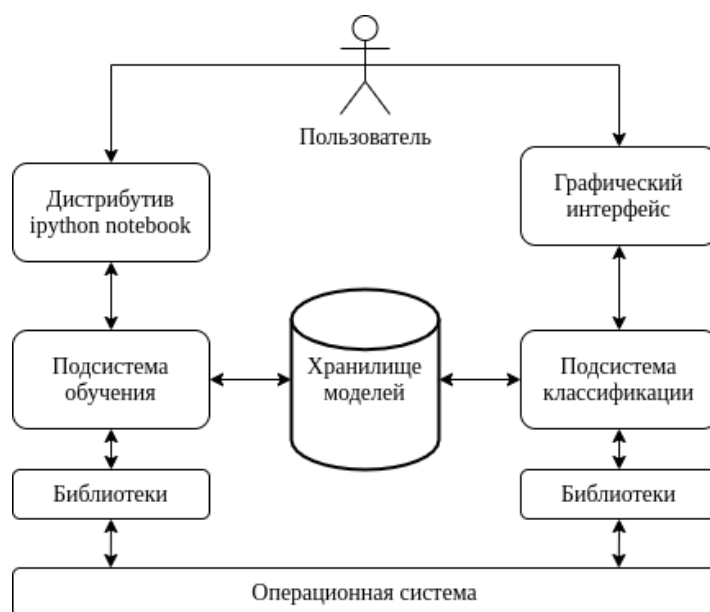 Пользователь
Дистрибутив
ipython notebook
Графический
интерфейс
Подсистема
обучения
Хранилище
моделей
Подсистема
классификации
Библиотеки
Библиотеки
Операционная система